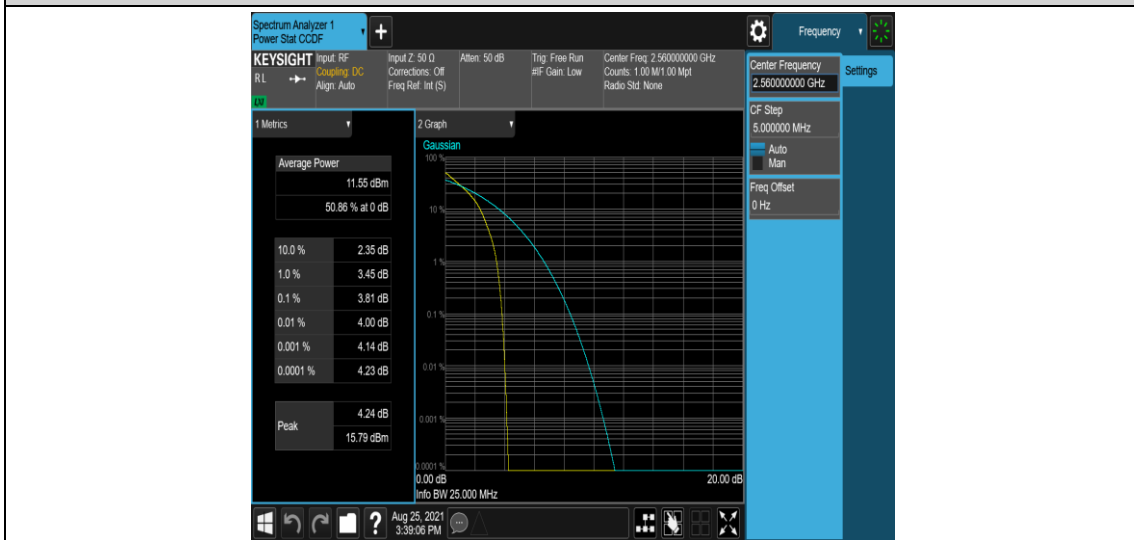 Spectrum Analyzer 1
Power Stat CCDF
+
Frequency
KEYSIGHT
RL
Input: RF
Coupling: DC
Align: Auto
Input Z: 50 Ω
Corrections: Off
Freq Ref: Int (S)
Atten: 50 dB
Trig: Free Run
#IF Gain: Low
Center Freq: 2.560000000 GHz
Counts: 1.00 M/1.00 Mpt
Radio Std: None
Center Frequency
2.560000000 GHz
Settings
CF Step
5.000000 MHz
Auto
Man
Freq Offset
0 Hz
1 Metrics
Average Power
11.55 dBm
50.86 % at 0 dB
10.0 % 2.35 dB
1.0 % 3.45 dB
0.1 % 3.81 dB
0.01 % 4.00 dB
0.001 % 4.14 dB
0.0001 % 4.23 dB
Peak
4.24 dB
15.79 dBm
2 Graph
Gaussian
100 %
10 %
1 %
0.1 %
0.01 %
0.001 %
0.0001 %
0.00 dB 20.00 dB
Info BW 25.000 MHz
?
Aug 25, 2021
3:39:06 PM